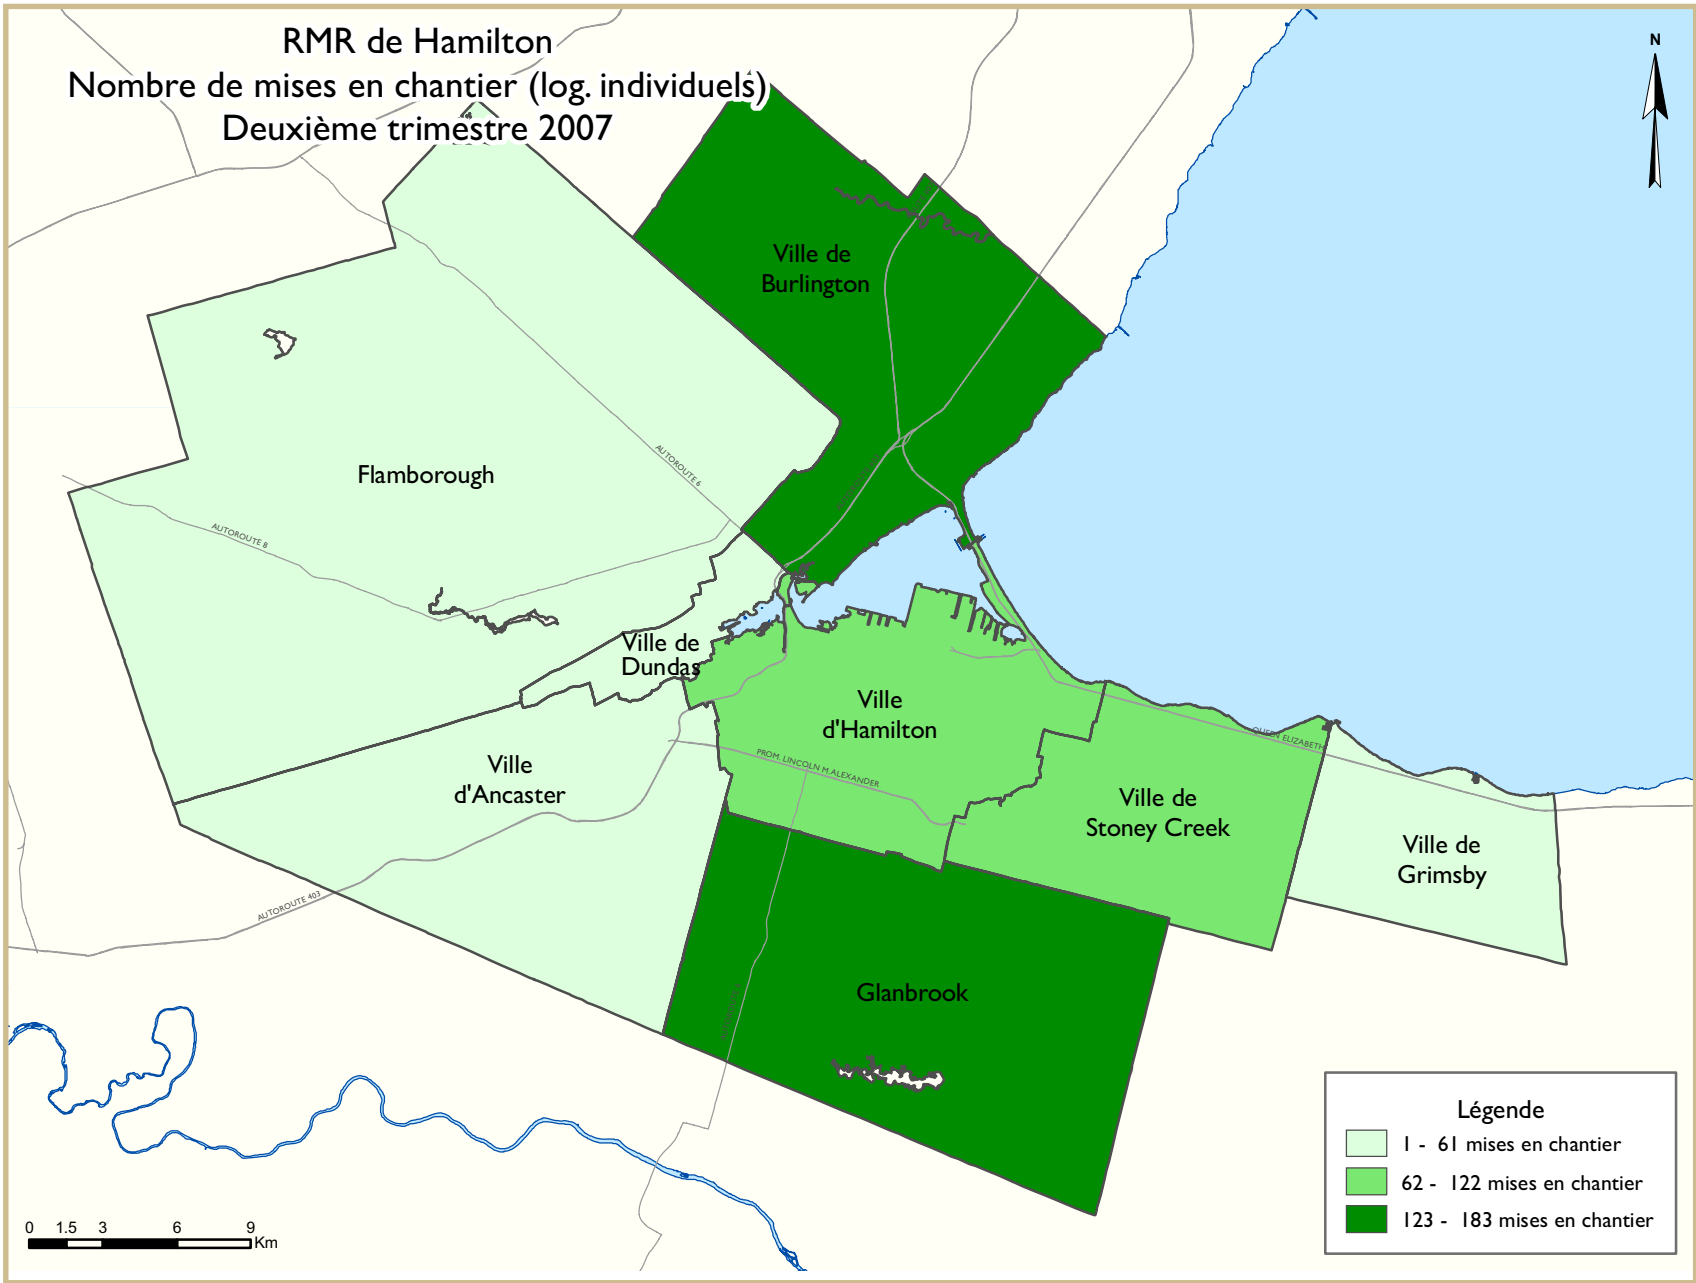 RMR de Hamilton
Nombre de mises en chantier (log. individuels)
Deuxième trimestre 2007
N
Ville de
Burlington
Flamborough
AUTOROUTE 6
AUTOROUTE 8
Ville de
Dundas
Ville
d'Hamilton
QUEEN ELIZABETH
PROM. LINCOLN M. ALEXANDER
Ville
d'Ancaster
Ville de
Stoney Creek
Ville de
Grimsby
AUTOROUTE 403
Glanbrook
Légende
1 - 61 mises en chantier
62 - 122 mises en chantier
123 - 183 mises en chantier
0 1.5 3 6 9
Km